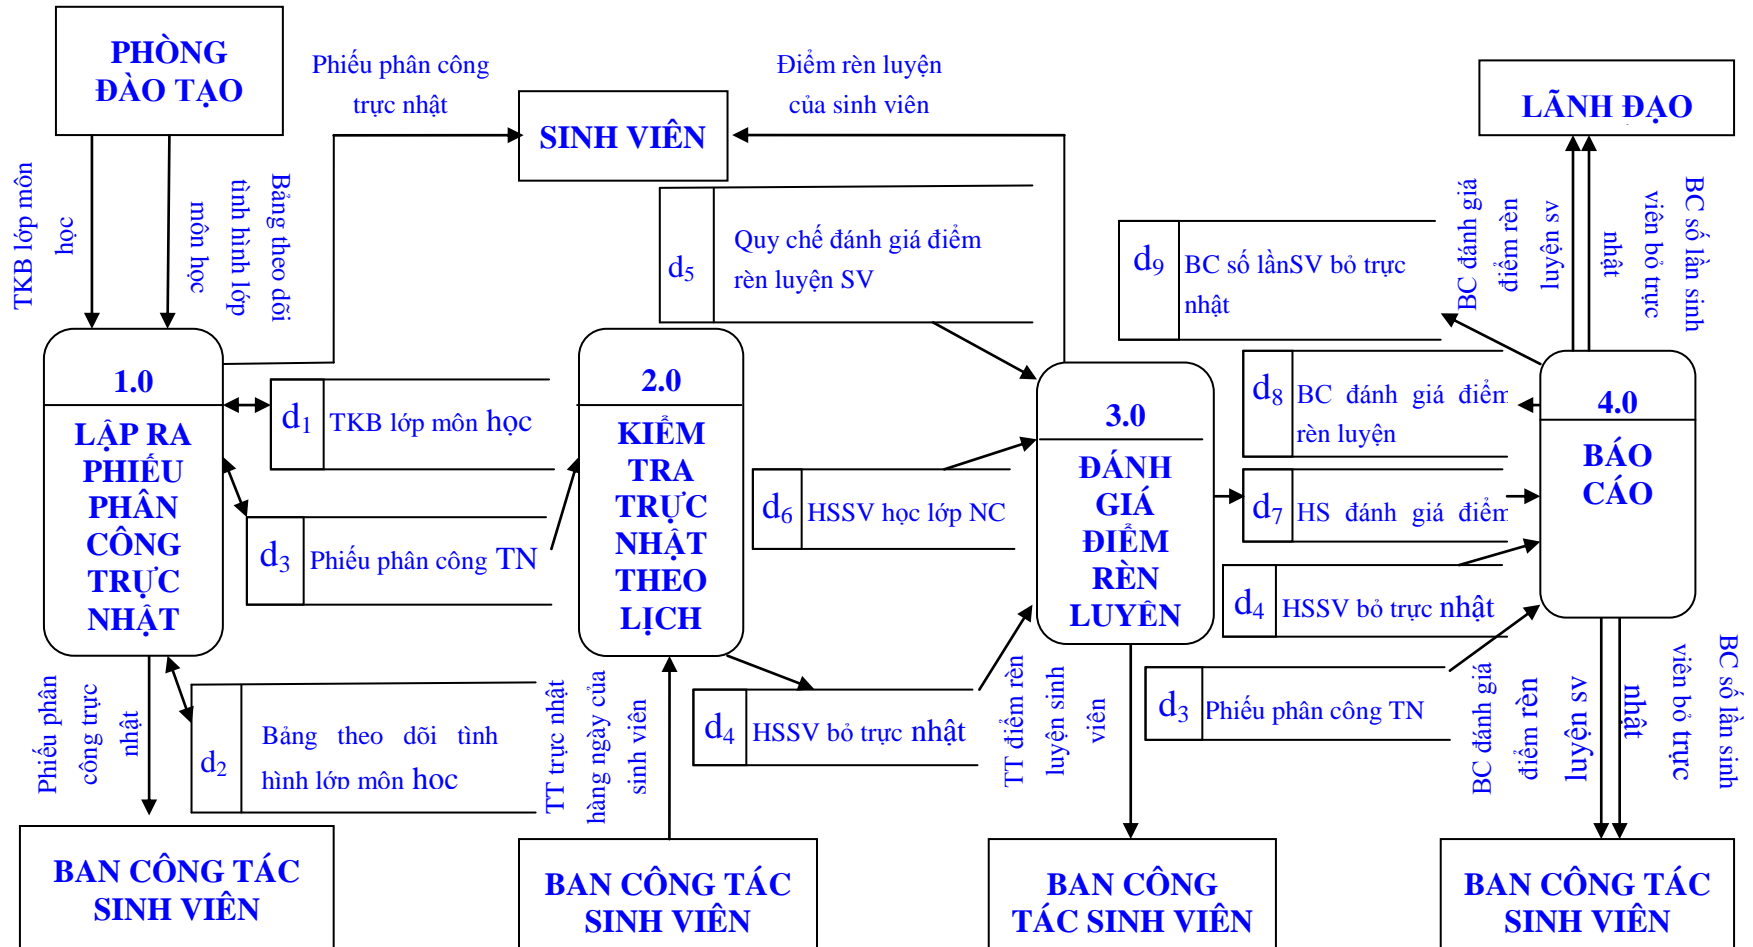 PHÒNG
ĐÀO TẠO
Phiếu phân công
trực nhật
Điểm rèn luyện
của sinh viên
SINH VIÊN
LÃNH ĐẠO
TKB lớp môn
học
Bảng theo dõi
tình hình lớp
môn học
d5
Quy chế đánh giá điểm
rèn luyện SV
d9
BC số lầnSV bỏ trực
nhật
BC đánh giá
điểm rèn
luyện sv
BC số lần sinh
viên bỏ trực
nhật
1.0
LẬP RA
PHIẾU
PHÂN
CÔNG
TRỰC
NHẬT
d1 TKB lớp môn học
d3 Phiếu phân công TN
2.0
KIỂM
TRA
TRỰC
NHẬT
THEO
LỊCH
d6 HSSV học lớp NC
3.0
ĐÁNH
GIÁ
ĐIỂM
RÈN
LUYÊN
d8 BC đánh giá điểm
rèn luyện
d7 HS đánh giá điểm
d4 HSSV bỏ trực nhật
d3 Phiếu phân công TN
4.0
BÁO
CÁO
Phiếu phân
công trực
nhật
d2
Bảng theo dõi tình
hình lớp môn học
TT trực nhật
hàng ngày của
sinh viên
d4 HSSV bỏ trực nhật
TT điểm rèn
luyện sinh
viên
BC đánh giá
điểm rèn
luyện sv
BC số lần sinh
viên bỏ trực
nhật
BAN CÔNG TÁC
SINH VIÊN
BAN CÔNG TÁC
SINH VIÊN
BAN CÔNG
TÁC SINH VIÊN
BAN CÔNG TÁC
SINH VIÊN